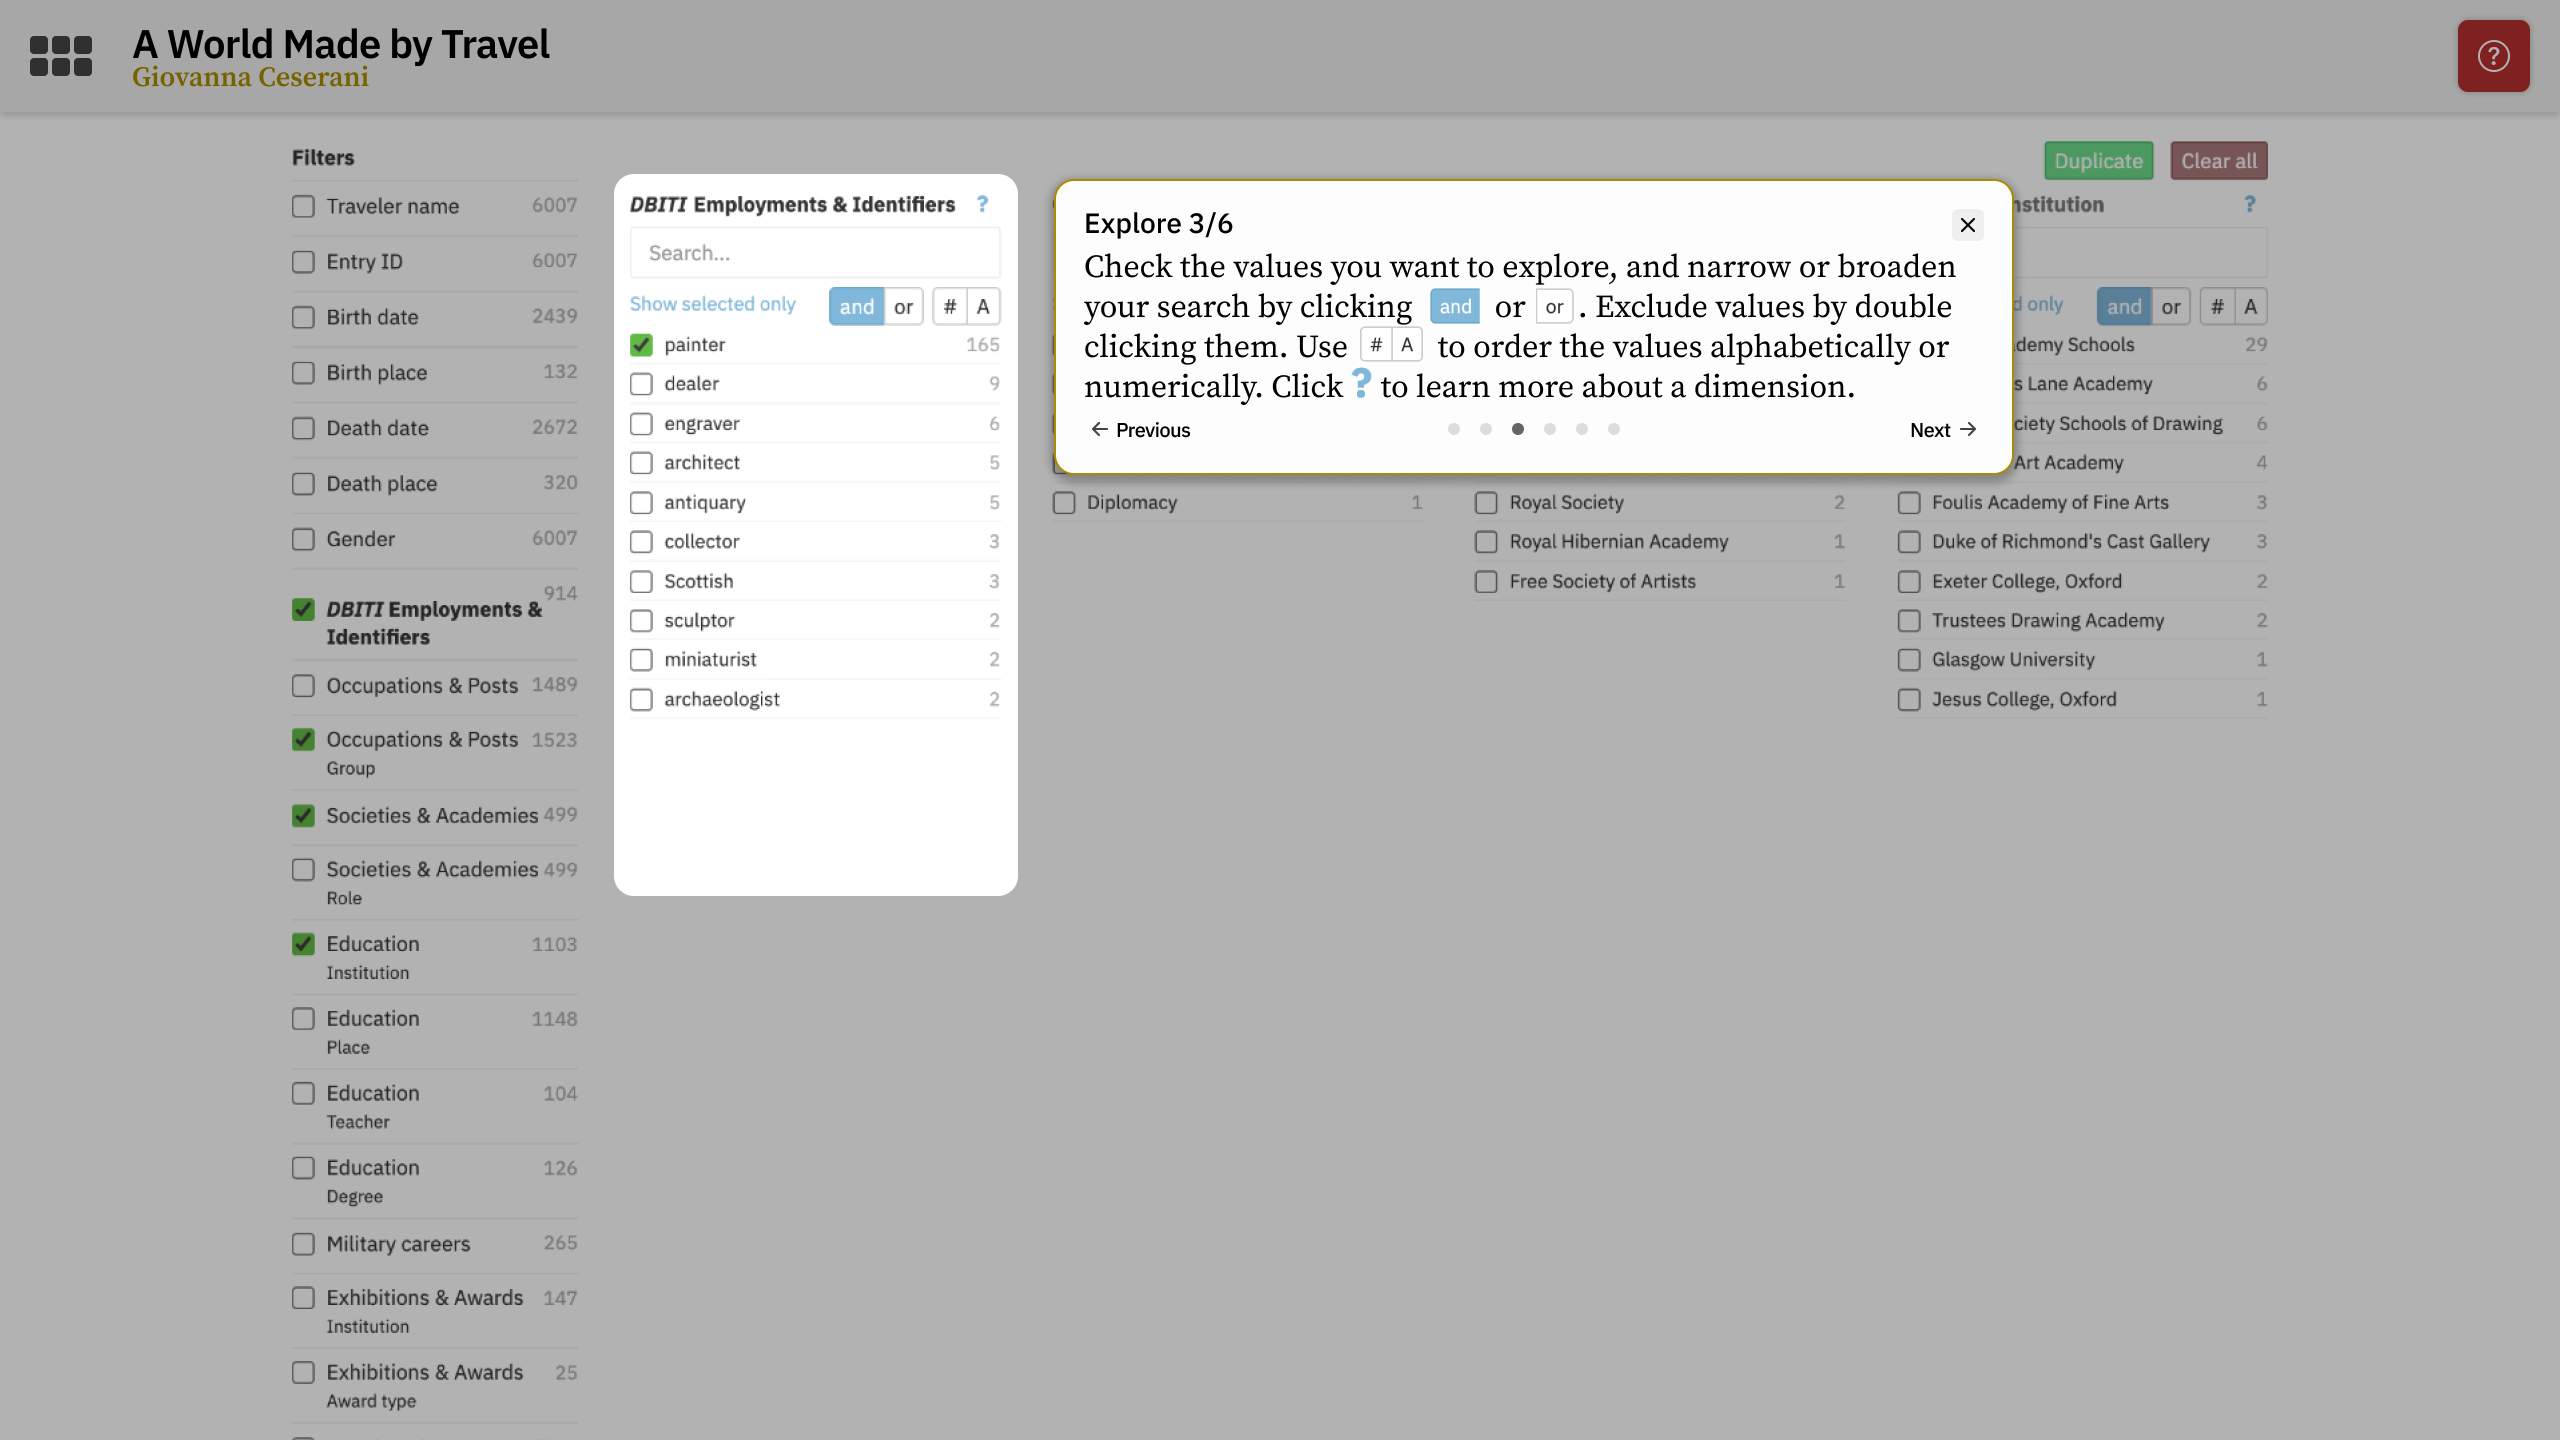 A World Made by Travel
Giovanna Ceserani
Filters
Traveler name 6007
Entry ID 6007
Birth date 2439
Birth place 132
Death date 2672
Death place 320
Gender 6007
DBITI Employments & Identifiers 914
Occupations & Posts 1489
Occupations & Posts 1523
Group
Societies & Academies 499
Societies & Academies 499
Role
Education 1103
Institution
Education 1148
Place
Education 104
Teacher
Education 126
Degree
Military careers 265
Exhibitions & Awards 147
Institution
Exhibitions & Awards 25
Award type
DBITI Employments & Identifiers ?
Search...
Show selected only and or # A
painter 165
dealer 9
engraver 6
architect 5
antiquary 5
collector 3
Scottish 3
sculptor 2
miniaturist 2
archaeologist 2
Explore 3/6
Check the values you want to explore, and narrow or broaden
your search by clicking and or or . Exclude values by double
clicking them. Use # A to order the values alphabetically or
numerically. Click ? to learn more about a dimension.
← Previous
Next →
Diplomacy 1
Royal Society 2
Royal Hibernian Academy 1
Free Society of Artists 1
Duplicate Clear all
nstitution ?
d only and or # A
demy Schools 29
s Lane Academy 6
ciety Schools of Drawing 6
Art Academy 4
Foulis Academy of Fine Arts 3
Duke of Richmond's Cast Gallery 3
Exeter College, Oxford 2
Trustees Drawing Academy 2
Glasgow University 1
Jesus College, Oxford 1